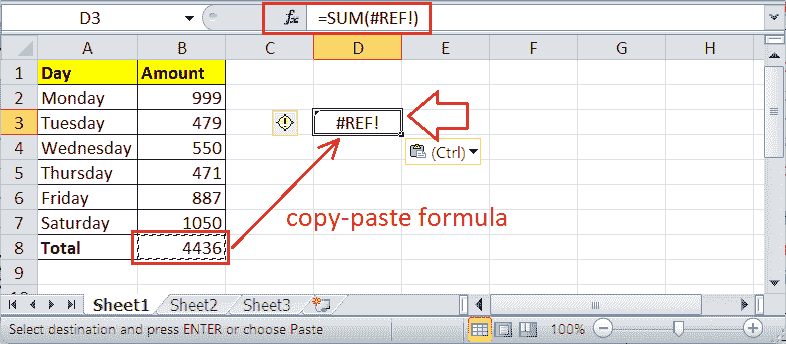 D3 fx =SUM(#REF!)
A B C D E F G H
1 Day Amount
2 Monday 999
3 Tuesday 479 #REF!
4 Wednesday 550 (Ctrl)
5 Thursday 471
6 Friday 887
7 Saturday 1050 copy-paste formula
8 Total 4436
9
Sheet1 Sheet2 Sheet3
Select destination and press ENTER or choose Paste 100%